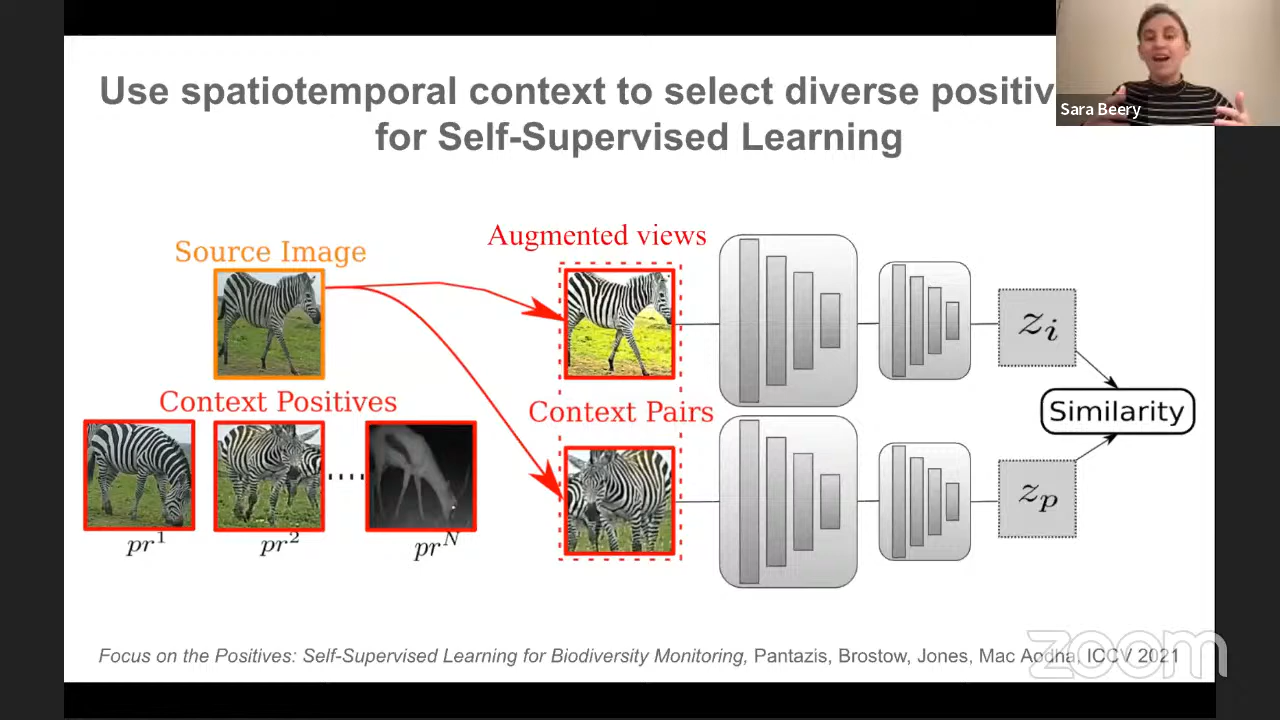 Use spatiotemporal context to select diverse positiv
for Self-Supervised Learning
Sara Beery
Source Image
Augmented views
Context Positives
Context Pairs
pr¹
pr²
prᴺ
zᵢ
zₚ
Similarity
Focus on the Positives: Self-Supervised Learning for Biodiversity Monitoring, Pantazis, Brostow, Jones, Mac Aodha, ICCV 2021
zoom